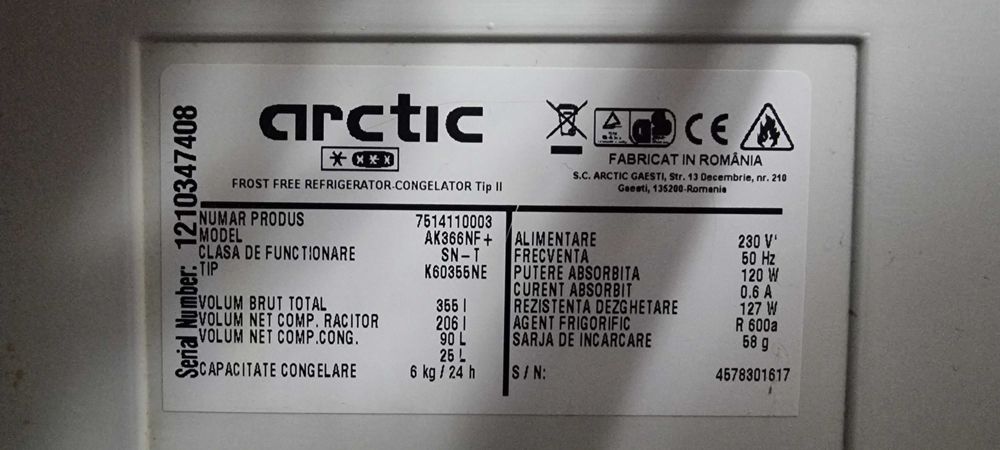 arctic
FROST FREE REFRIGERATOR-CONGELATOR Tip II
CE
FABRICAT IN ROMÂNIA
S.C. ARCTIC GAESTI, Str. 13 Decembrie, nr. 210
Gaesti, 135200-Romania
Serial Number: 12103347408
NUMAR PRODUS 7514110003
MODEL AK366NF+
CLASA DE FUNCTIONARE SN-T
TIP K60355NE
VOLUM BRUT TOTAL 355 l
VOLUM NET COMP. RACITOR 206 l
VOLUM NET COMP.CONG. 90 L
25 L
CAPACITATE CONGELARE 6 kg / 24 h
ALIMENTARE 230 V'
FRECVENTA 50 Hz
PUTERE ABSORBITA 120 W
CURENT ABSORBIT 0.6 A
REZISTENTA DEZGHETARE 127 W
AGENT FRIGORIFIC R 600a
SARJA DE INCARCARE 58 g
S / N: 4578301617